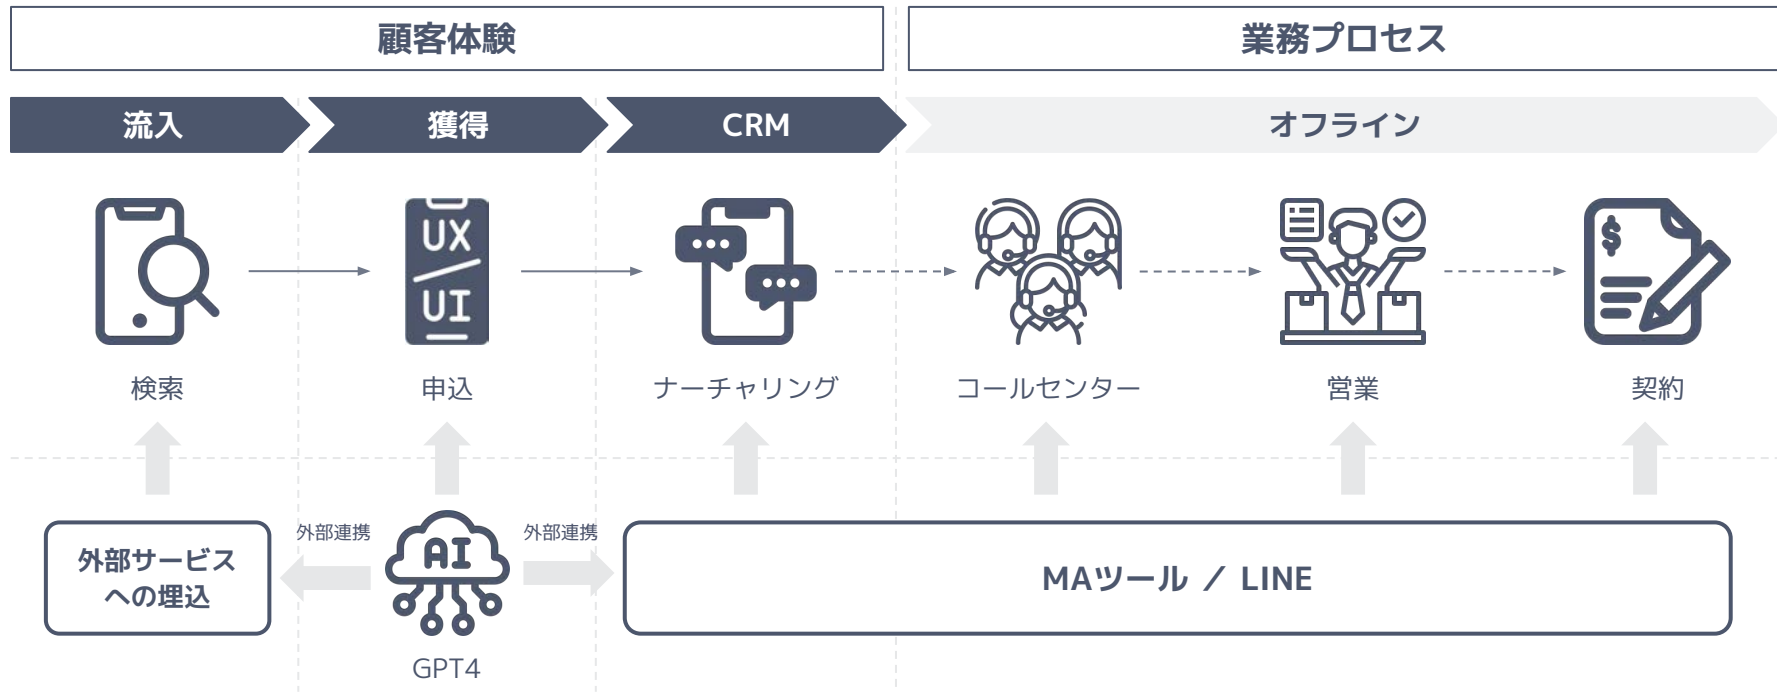 顧客体験
業務プロセス
流入
獲得
CRM
オフライン
UX
UI
$
検索
申込
ナーチャリング
コールセンター
営業
契約
外部サービス
への埋込
外部連携
AI
GPT4
外部連携
MAツール ／ LINE